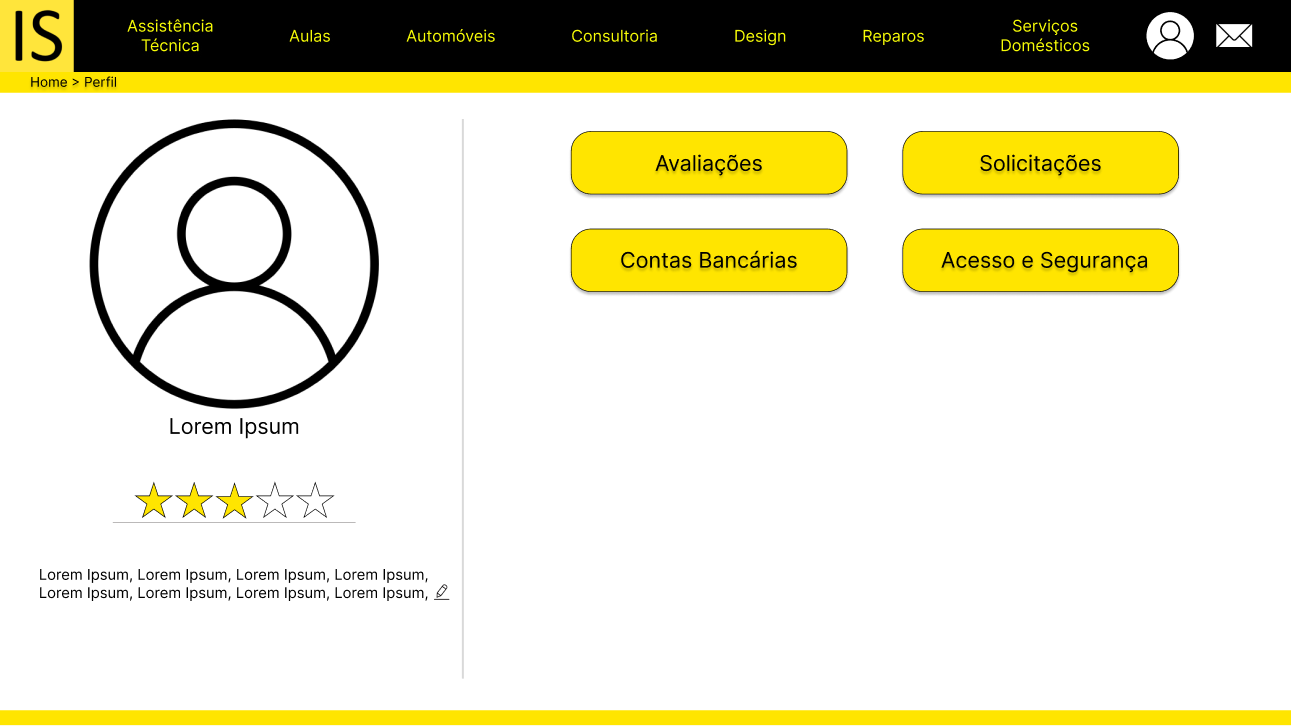 IS
Assistência
Técnica
Aulas
Automóveis
Consultoria
Design
Reparos
Serviços
Domésticos
Home > Perfil
Avaliações
Solicitações
Contas Bancárias
Acesso e Segurança
Lorem Ipsum
Lorem Ipsum, Lorem Ipsum, Lorem Ipsum, Lorem Ipsum,
Lorem Ipsum, Lorem Ipsum, Lorem Ipsum, Lorem Ipsum,